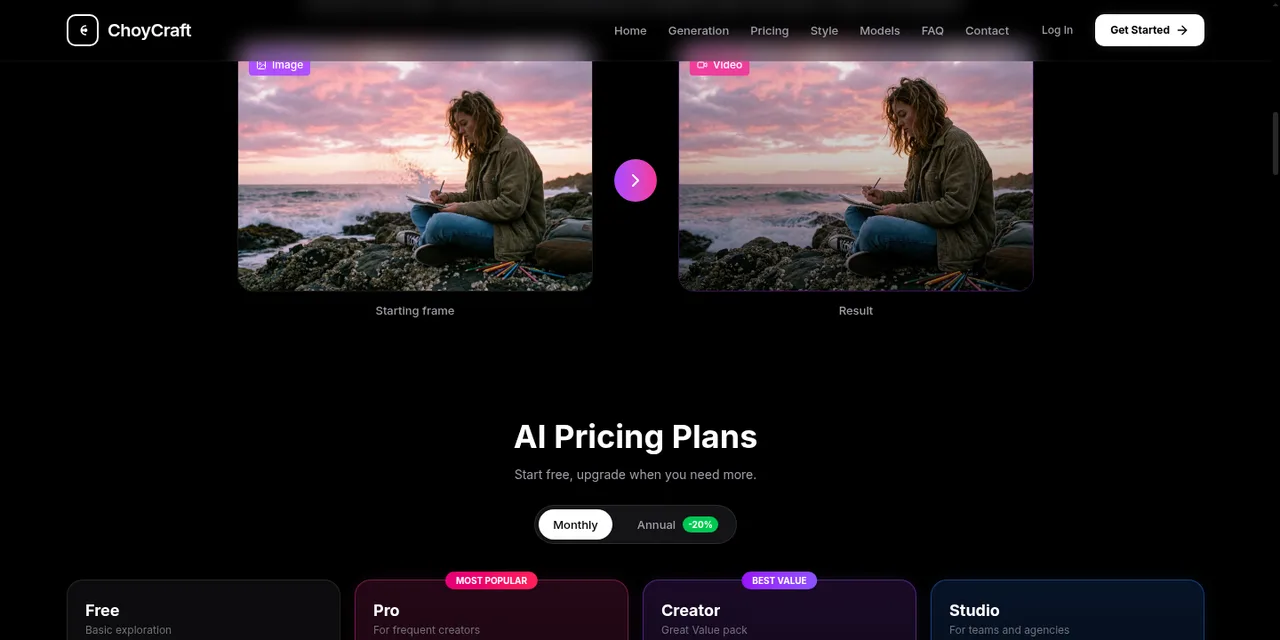 ChoyCraft
Home Generation Pricing Style Models FAQ Contact Log In Get Started
Image
Video
Starting frame
Result
AI Pricing Plans
Start free, upgrade when you need more.
Monthly Annual -20%
MOST POPULAR
BEST VALUE
Free
Basic exploration
Pro
For frequent creators
Creator
Great Value pack
Studio
For teams and agencies